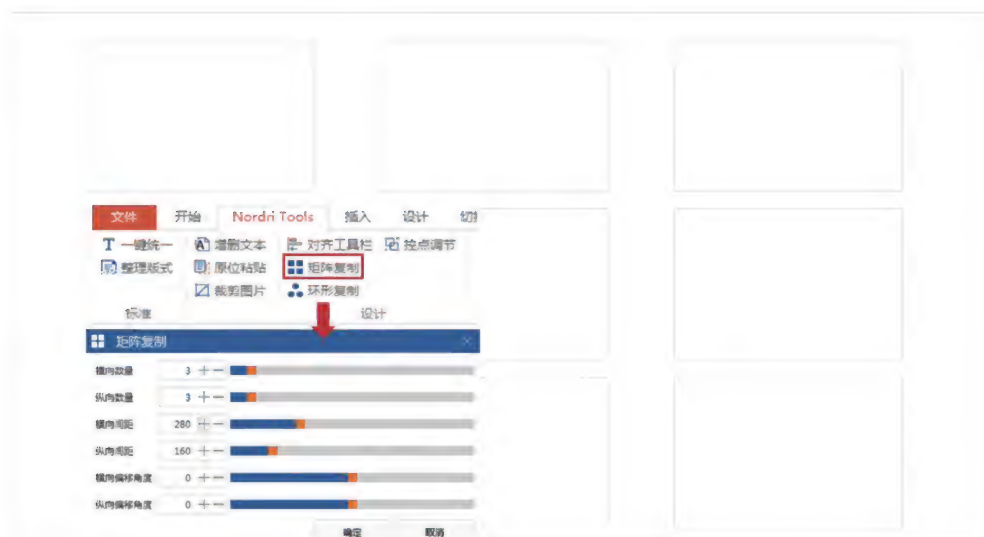 文件 开始 Nordri Tools 插入 设计 切换
一键统一 增删文本 对齐工具栏 控点调节
整理版式 原位粘贴 矩阵复制
裁剪图片 环形复制
标准 设计
矩阵复制
横向数量 3
纵向数量 3
横向间距 280
纵向间距 160
横向偏移角度 0
纵向偏移角度 0
确定 取消